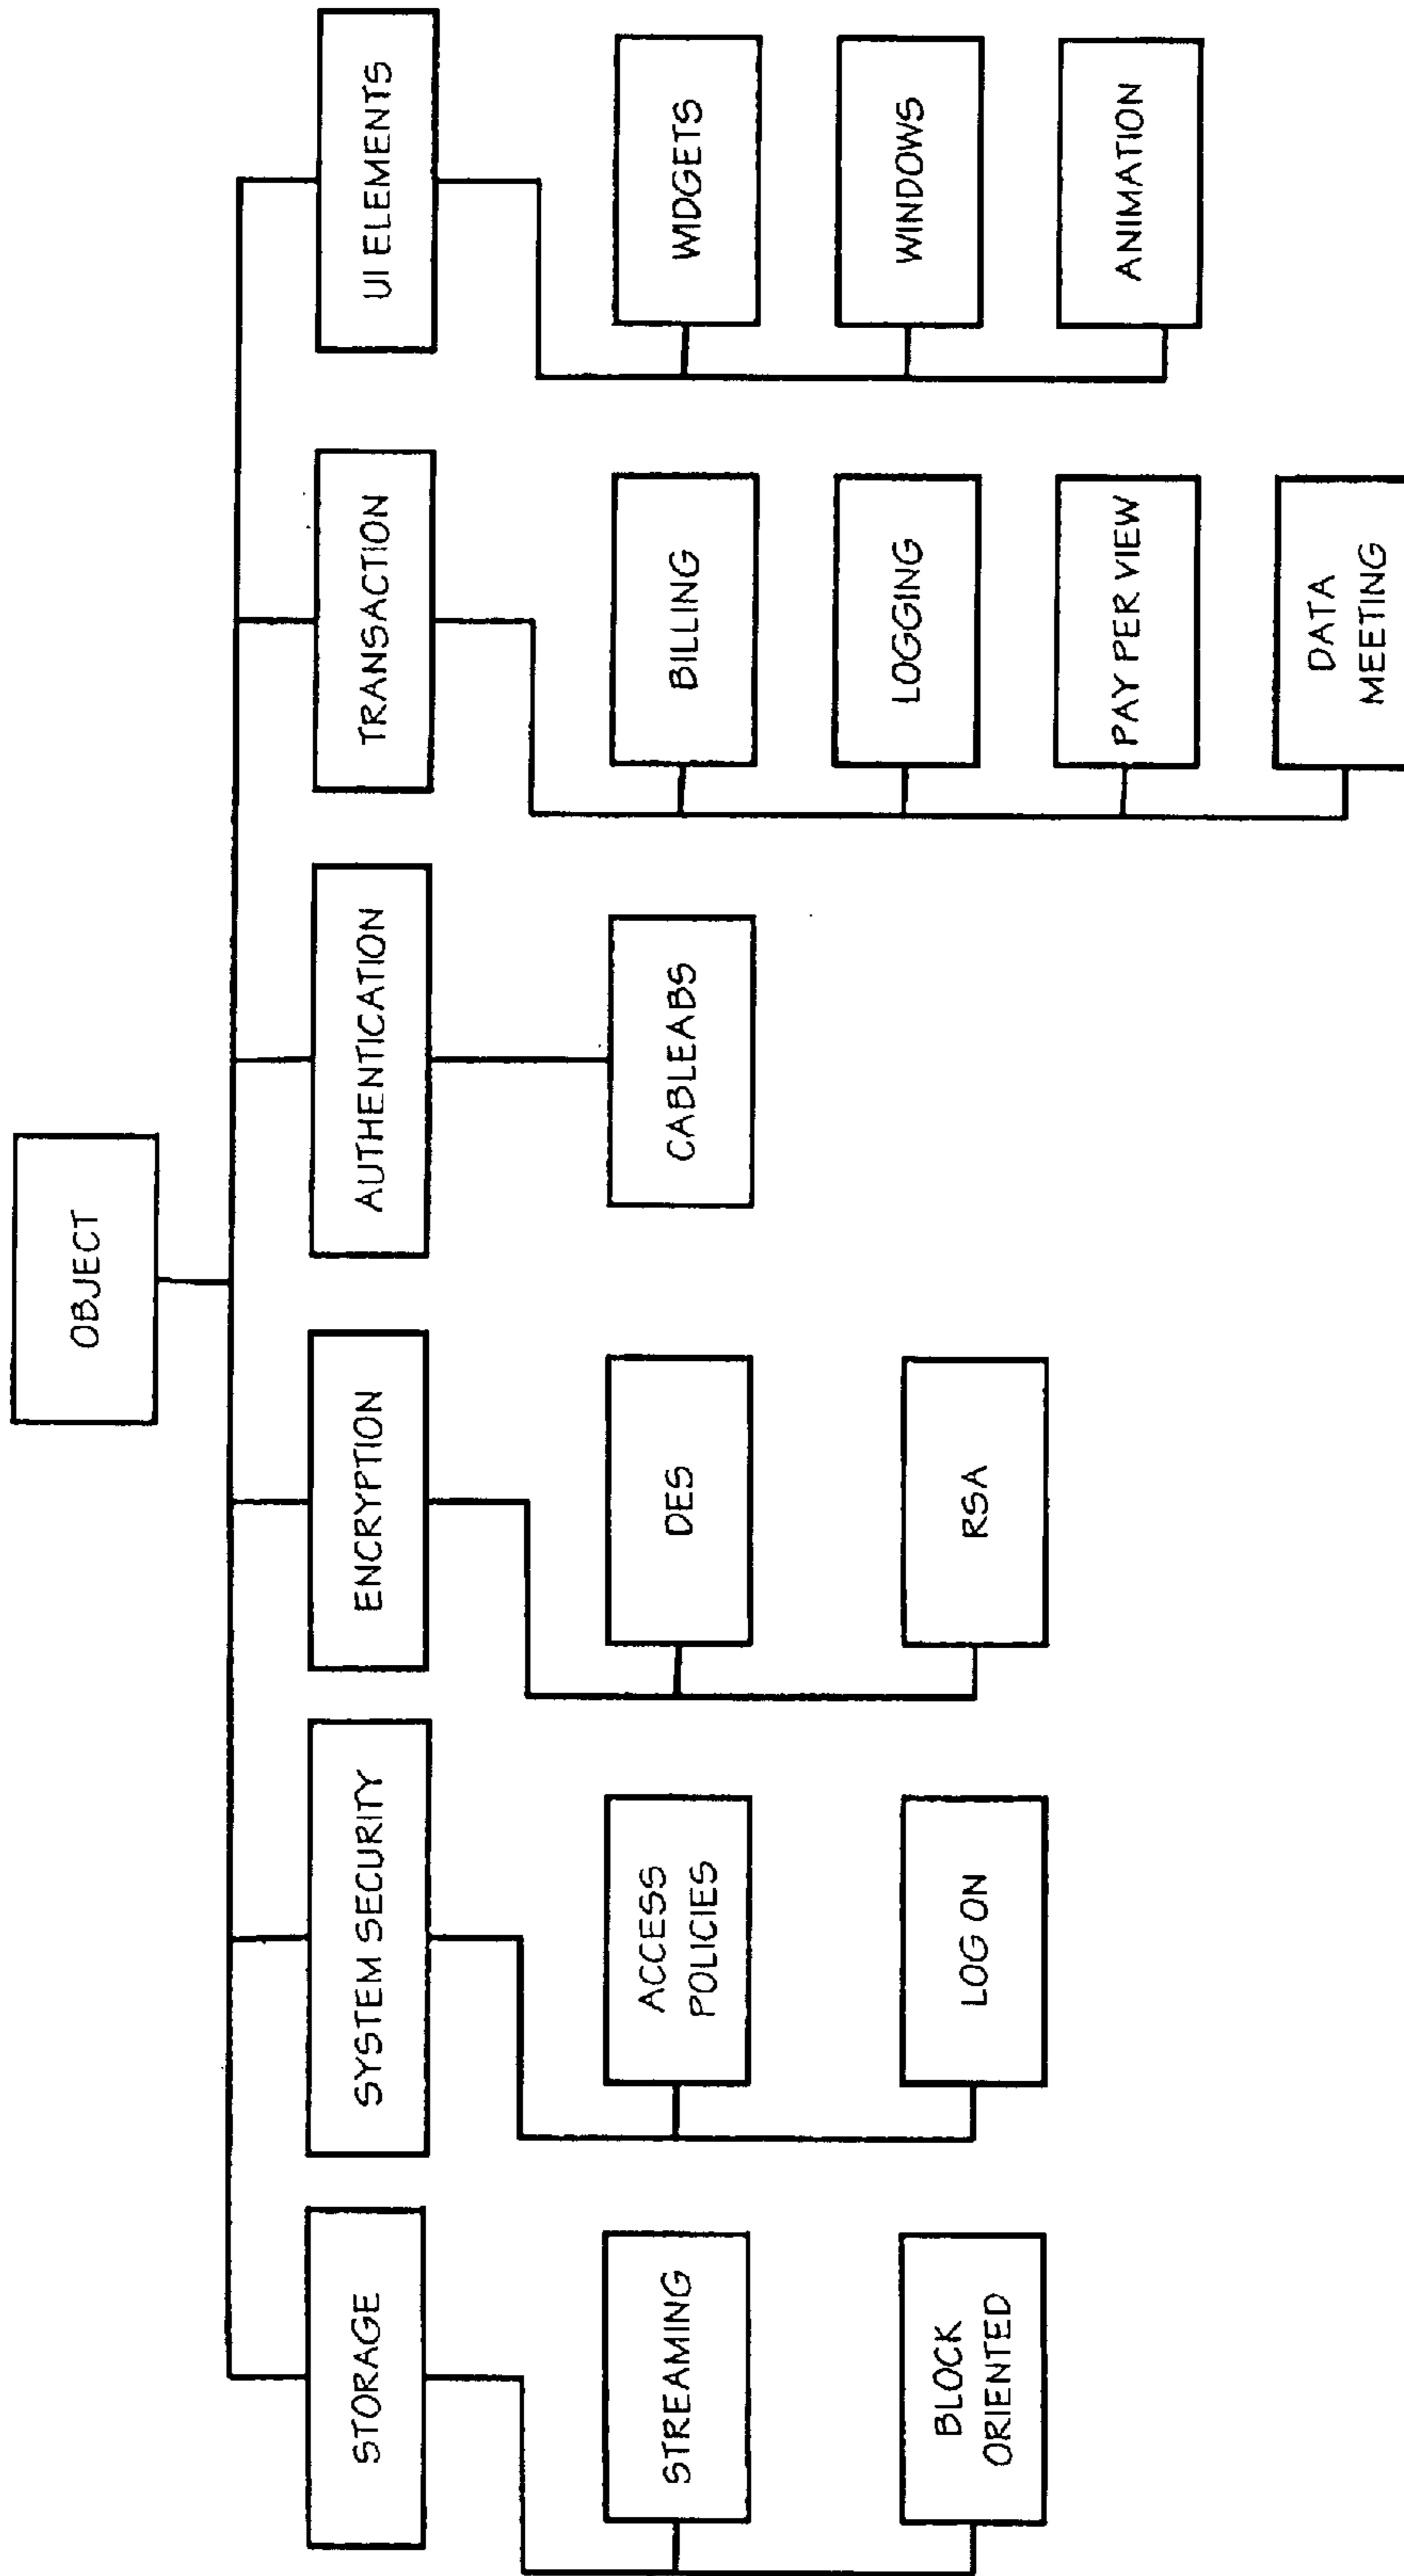 OBJECT
STORAGE
SYSTEM SECURITY
ENCRYPTION
AUTHENTICATION
TRANSACTION
UI ELEMENTS
STREAMING
ACCESS
POLICIES
DES
CABLEABS
BILLING
WIDGETS
LOGGING
WINDOWS
BLOCK
ORIENTED
LOG ON
RSA
PAY PER VIEW
ANIMATION
DATA
MEETING